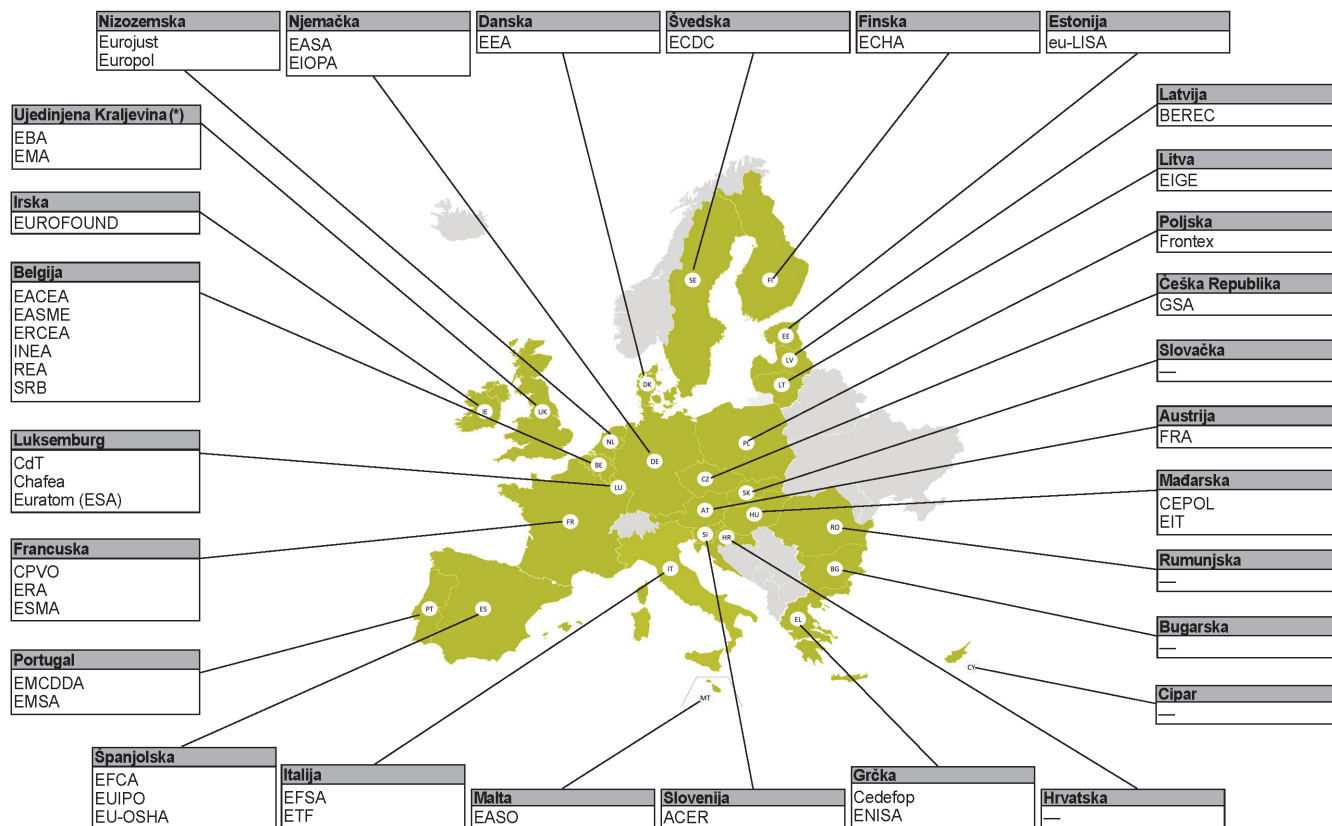 Nizozemska
Eurojust
Europol
Njemačka
EASA
EIOPA
Danska
EEA
Švedska
ECDC
Finska
ECHA
Estonija
eu-LISA
Ujedinjena Kraljevina (*)
EBA
EMA
Irska
EUROFOUND
Belgija
EACEA
EASME
ERCEA
INEA
REA
SRB
Luksemburg
CdT
Chafea
Euratom (ESA)
Francuska
CPVO
ERA
ESMA
Portugal
EMCDDA
EMSA
Latvija
BEREC
Litva
EIGE
Poljska
Frontex
Češka Republika
GSA
Slovačka
—
Austrija
FRA
Mađarska
CEPOL
EIT
Rumunjska
—
Bugarska
—
Cipar
—
Španjolska
EFCA
EUIPO
EU-OSHA
Italija
EFSA
ETF
Malta
EASO
Slovenija
ACER
Grčka
Cedefop
ENISA
Hrvatska
—
SE
FI
EE
LV
LT
DK
IE
UK
NL
PL
BE
DE
CZ
LU
SK
AT
HU
FR
SI
HR
RO
IT
BG
PT
ES
EL
CY
MT